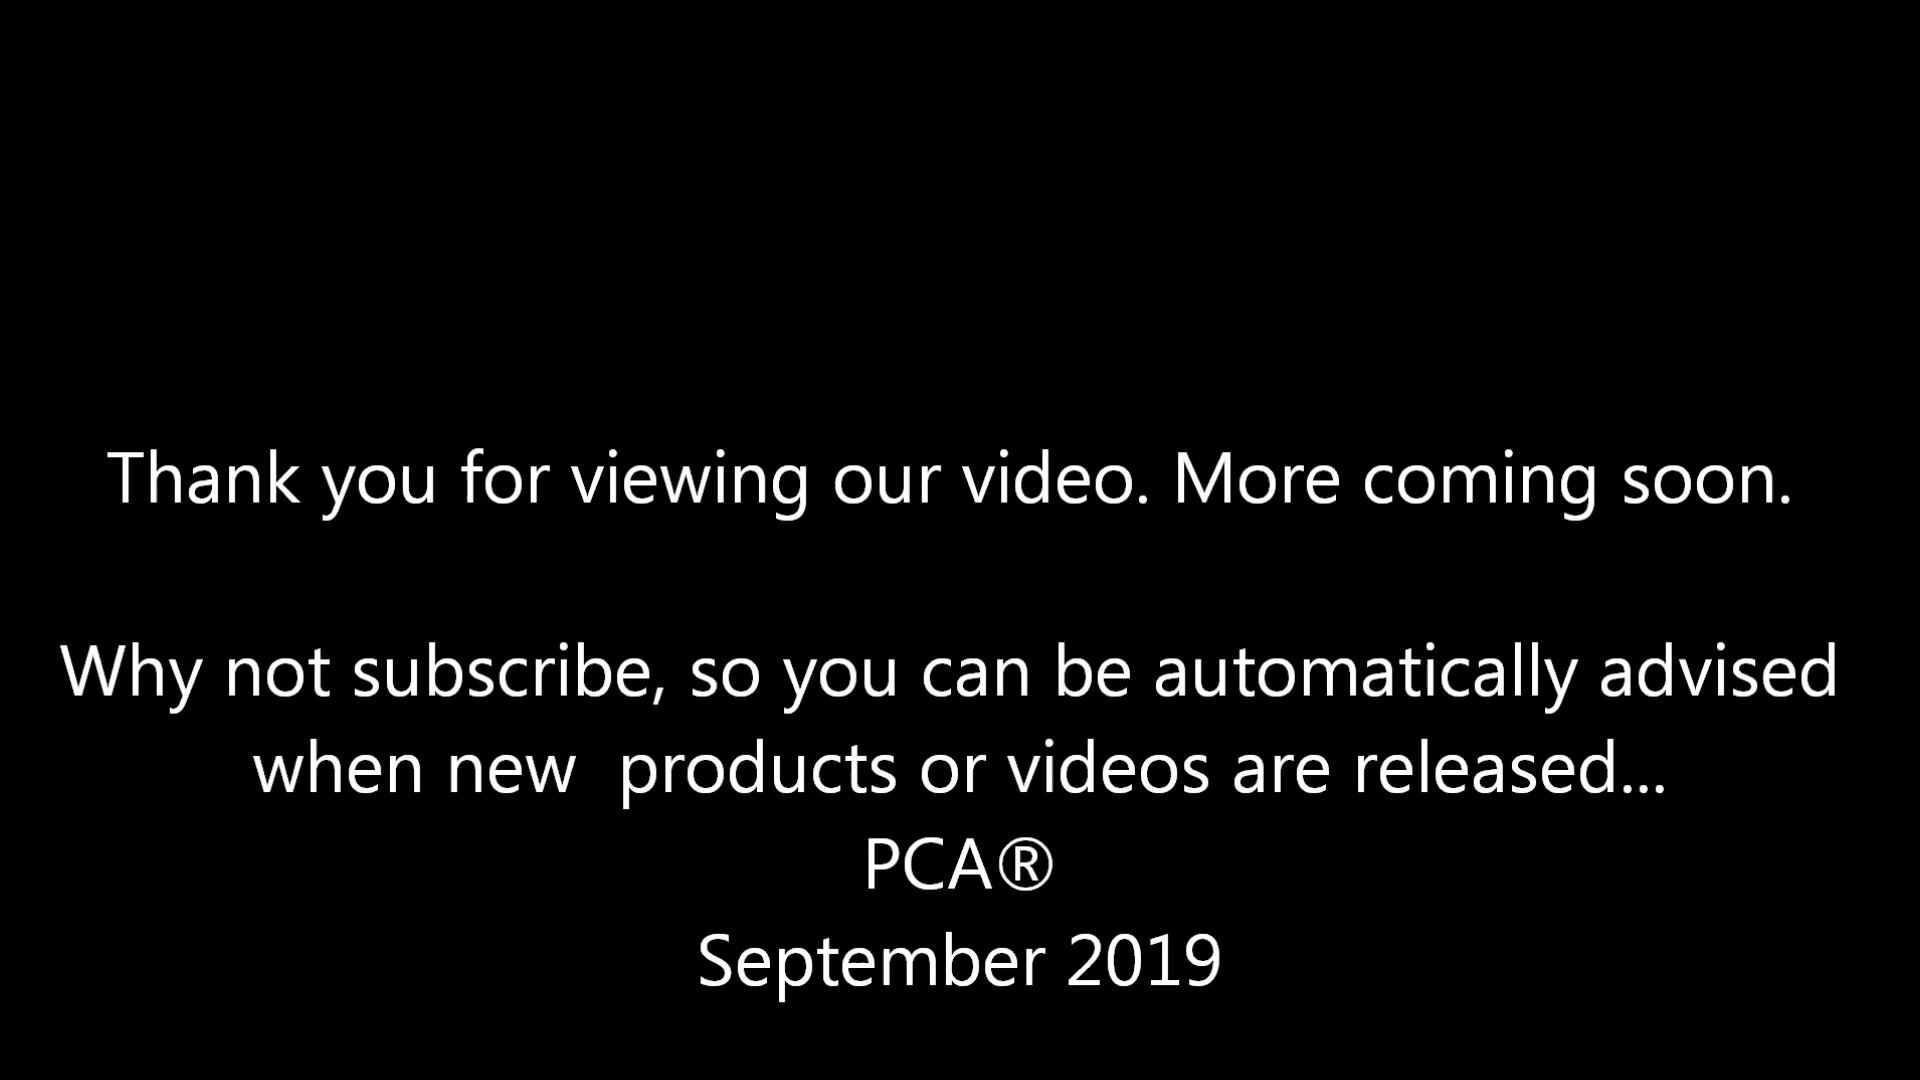 Thank you for viewing our video. More coming soon.
Why not subscribe, so you can be automatically advised
when new  products or videos are released...
PCA®
September 2019